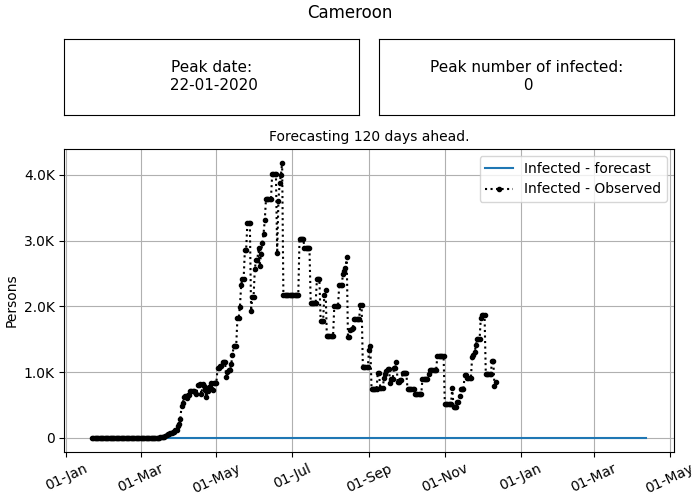 Cameroon
Peak date:
22-01-2020
Peak number of infected:
0
Forecasting 120 days ahead.
Infected - forecast
Infected - Observed
4.0K
3.0K
2.0K
1.0K
0
Persons
01-Jan
01-Mar
01-May
01-Jul
01-Sep
01-Nov
01-Jan
01-Mar
01-May